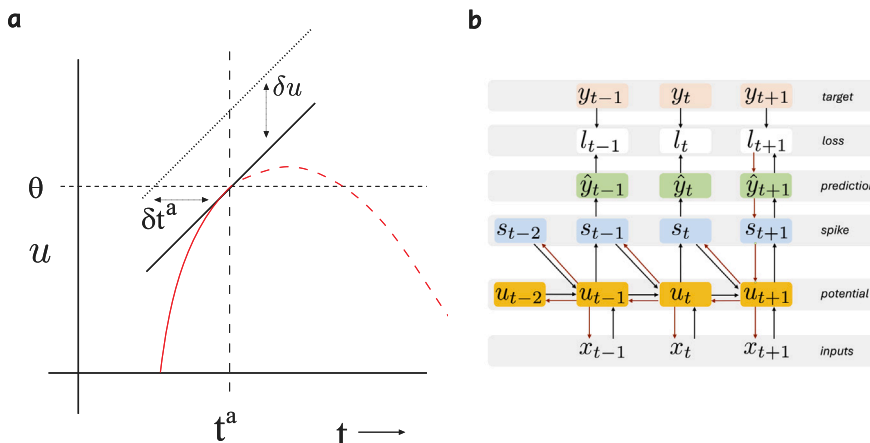 a
δu
θ
δtᵃ
u
tᵃ
t
b
y_{t−1} y_t y_{t+1} target
l_{t−1} l_t l_{t+1} loss
ŷ_{t−1} ŷ_t ŷ_{t+1} prediction
s_{t−2} s_{t−1} s_t s_{t+1} spike
u_{t−2} u_{t−1} u_t u_{t+1} potential
x_{t−1} x_t x_{t+1} inputs